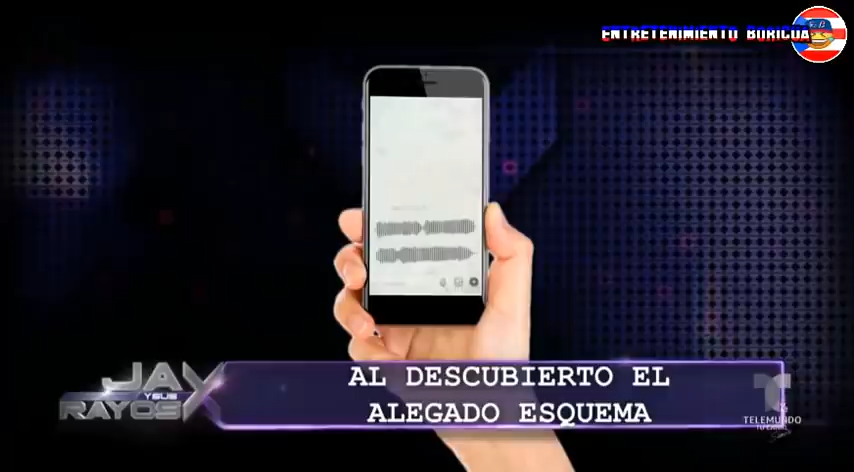 ENTRETENIMIENTO BORICUA
JAY
Y SUS
RAYOS X
AL DESCUBIERTO EL
ALEGADO ESQUEMA
TELEMUNDO